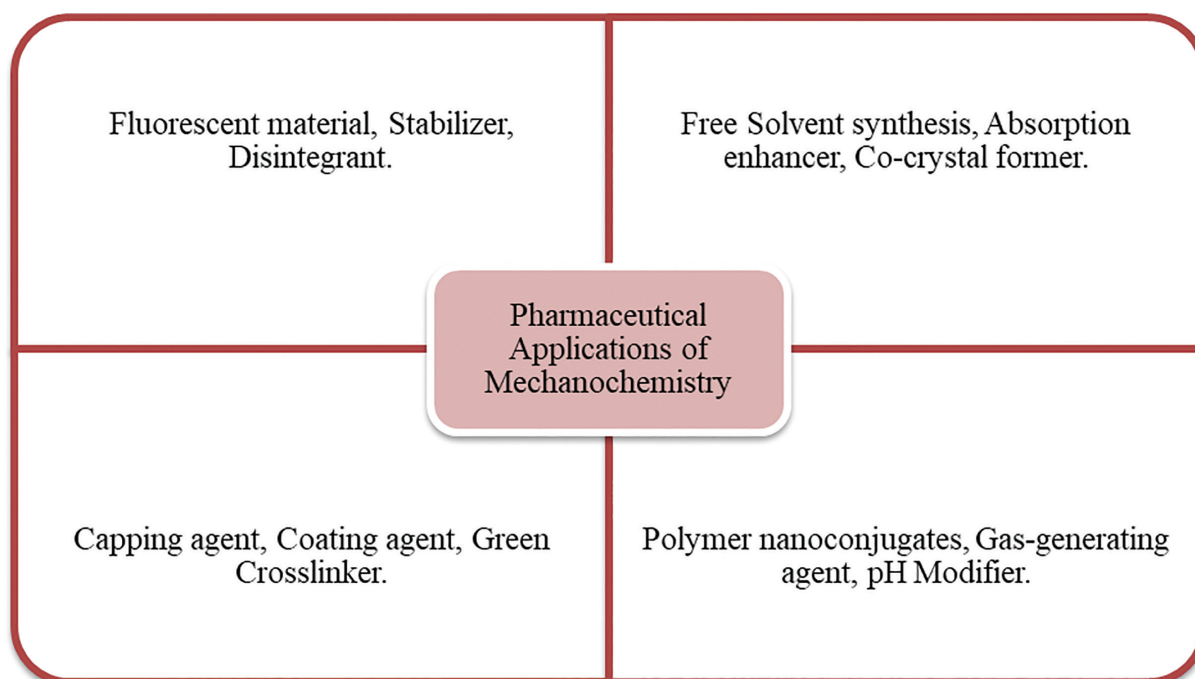 Fluorescent material, Stabilizer,
Disintegrant.
Free Solvent synthesis, Absorption
enhancer, Co-crystal former.
Pharmaceutical
Applications of
Mechanochemistry
Capping agent, Coating agent, Green
Crosslinker.
Polymer nanoconjugates, Gas-generating
agent, pH Modifier.